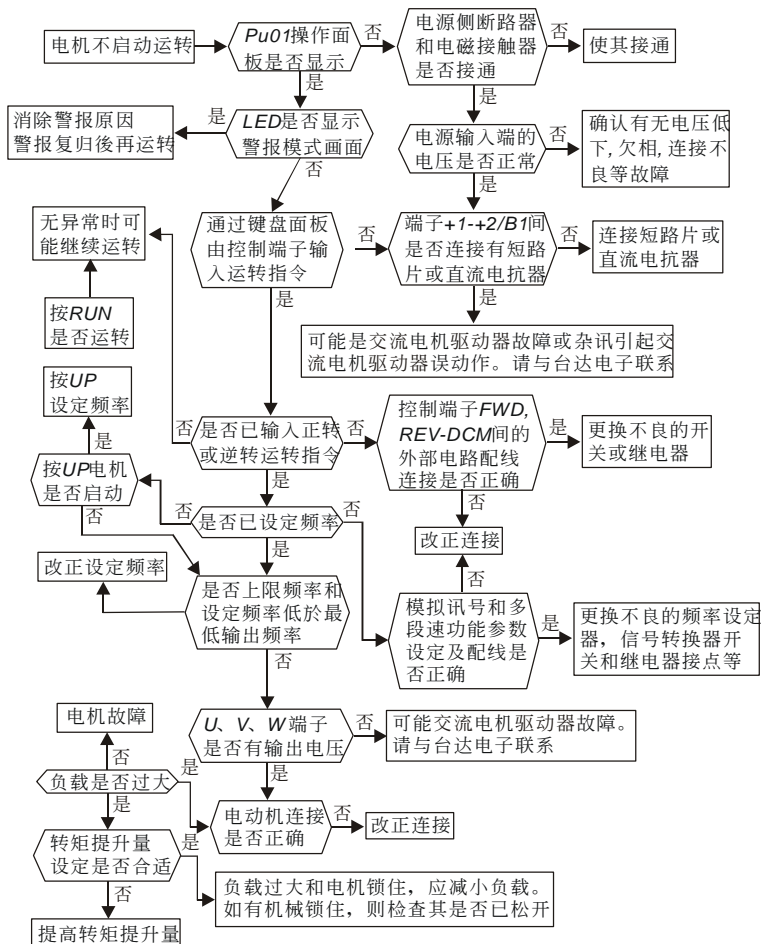 电机不启动运转
Pu01操作面
板是否显示
否
电源侧断路器
和电磁接触器
是否接通
否
使其接通
是
是
消除警报原因
警报复归後再运转
是
LED是否显示
警报模式画面
否
电源输入端的
电压是否正常
否
确认有无电压低
下,欠相,连接不
良等故障
是
无异常时可
能继续运转
通过键盘面板
由控制端子输
入运转指令
否
端子+1-+2/B1间
是否连接有短路
片或直流电抗器
否
连接短路片或
直流电抗器
是
是
按RUN
是否运转
可能是交流电机驱动器故障或杂讯引起交
流电机驱动器误动作。请与台达电子联系
按UP
设定频率
是
否
是否已输入正转
或逆转运转指令
否
控制端子FWD,
REV-DCM间的
外部电路配线
连接是否正确
是
更换不良的开
关或继电器
按UP电机
是否启动
否
是
否
是否已设定频率
否
否
改正连接
是
改正设定频率
是否上限频率和
设定频率低於最
低输出频率
否
否
模拟讯号和多
段速功能参数
设定及配线是
否正确
是
更换不良的频率设定
器，信号转换器开
关和继电器接点等
电机故障
否
U、V、W端子
是否有输出电压
否
可能交流电机驱动器故障。
请与台达电子联系
负载是否过大
是
是
是
电动机连接
是否正确
否
改正连接
转矩提升量
设定是否合适
是
否
负载过大和电机锁住，应减小负载。
如有机械锁住，则检查其是否已松开
提高转矩提升量